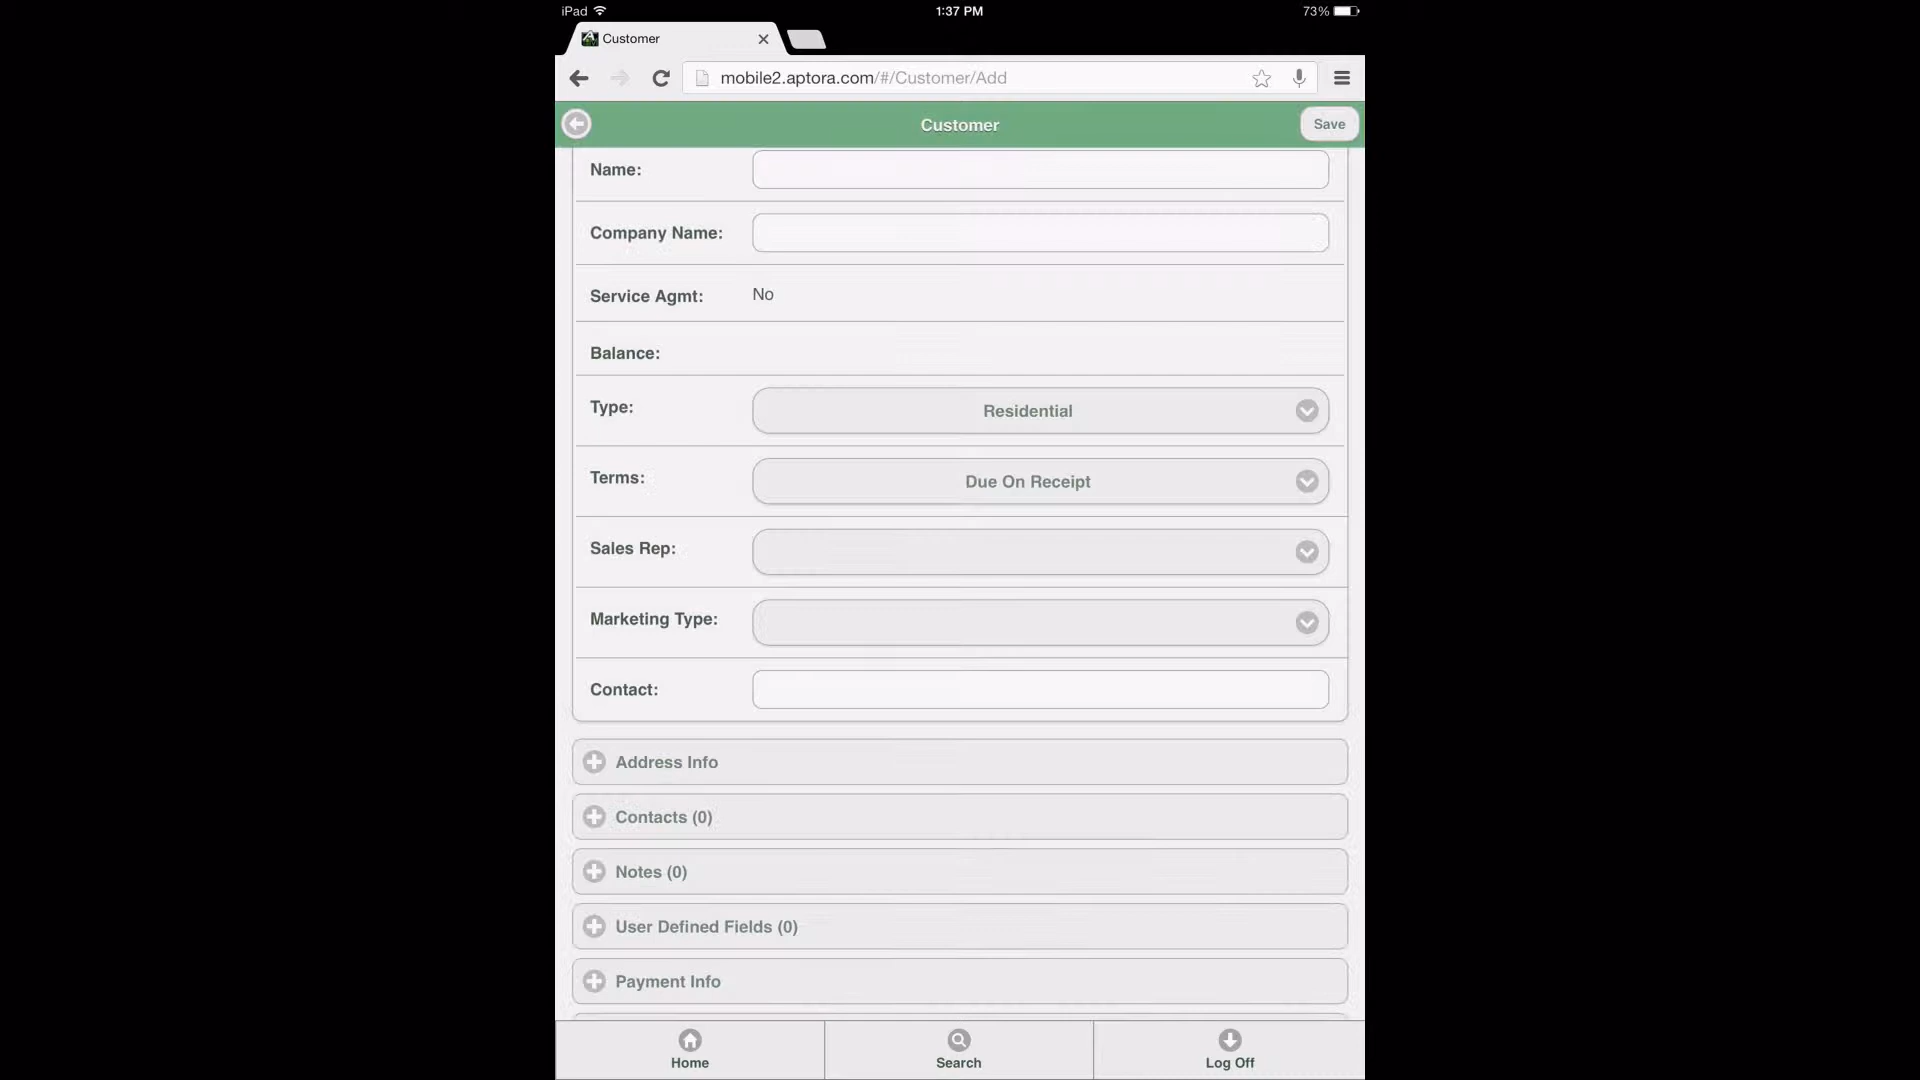 iPad 1:37 PM 73%
Customer
mobile2.aptora.com/#/Customer/Add
Customer Save
Name:
Company Name:
Service Agmt: No
Balance:
Type: Residential
Terms: Due On Receipt
Sales Rep:
Marketing Type:
Contact:
Address Info
Contacts (0)
Notes (0)
User Defined Fields (0)
Payment Info
Home Search Log Off